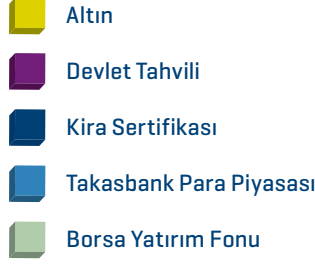 Altın
Devlet Tahvili
Kira Sertifikası
Takasbank Para Piyasası
Borsa Yatırım Fonu